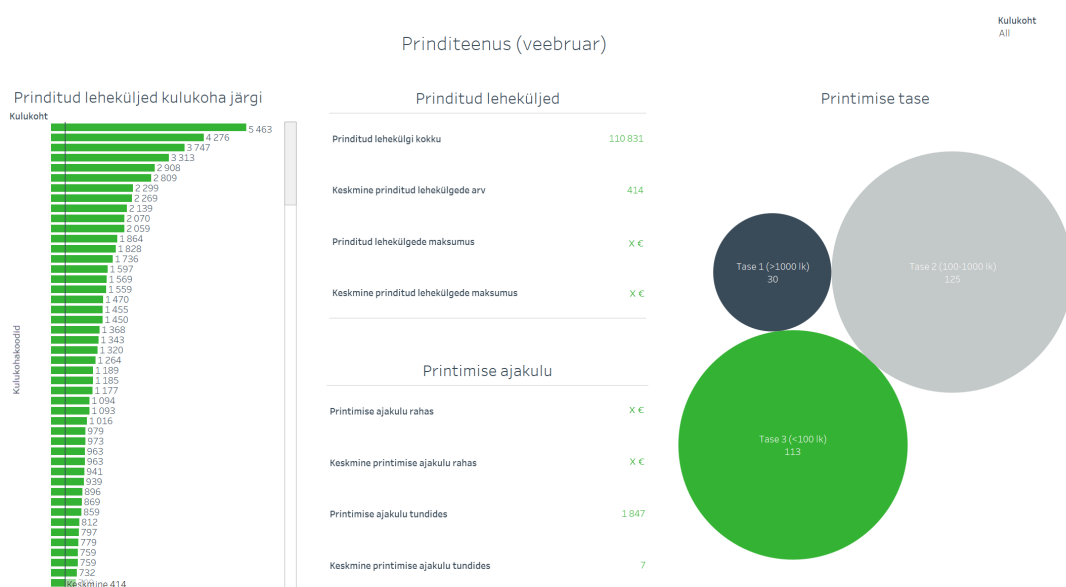 Kulukoht
All
Prinditeenus (veebruar)
Prinditud leheküljed kulukoha järgi
Kulukoht
Kulukohakoodid
5 463
4 276
3 747
3 313
2 908
2 809
2 299
2 269
2 139
2 070
2 059
1 864
1 828
1 736
1 597
1 569
1 559
1 470
1 455
1 450
1 368
1 343
1 320
1 264
1 189
1 185
1 177
1 094
1 093
1 016
979
973
963
963
941
939
896
869
859
812
797
779
759
759
732
Keskmine 414
Prinditud leheküljed
Prinditud lehekülgi kokku 110 831
Keskmine prinditud lehekülgede arv 414
Prinditud lehekülgede maksumus X €
Keskmine prinditud lehekülgede maksumus X €
Printimise ajakulu
Printimise ajakulu rahas X €
Keskmine printimise ajakulu rahas X €
Printimise ajakulu tundides 1 847
Keskmine printimise ajakulu tundides 7
Printimise tase
Tase 1 (>1000 lk)
30
Tase 2 (100-1000 lk)
125
Tase 3 (<100 lk)
113